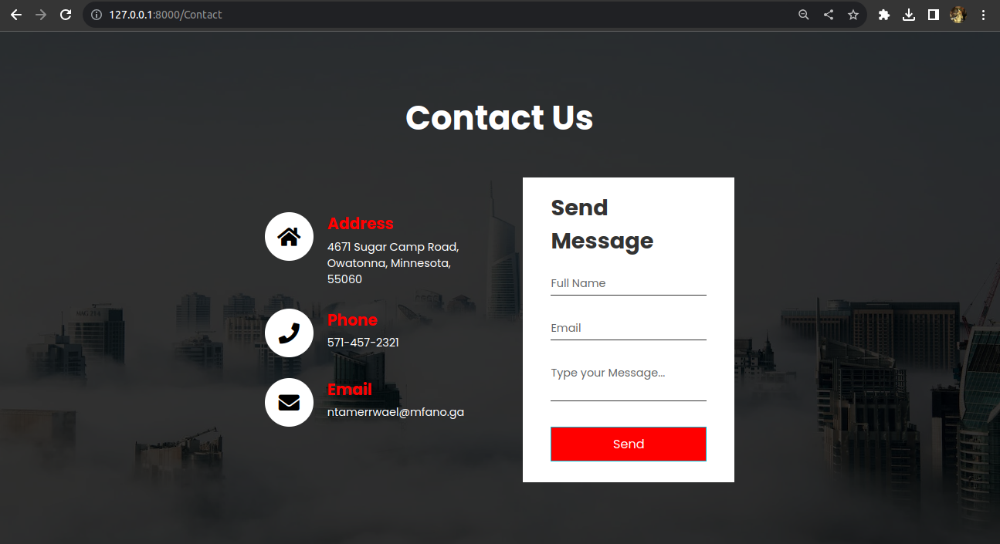 127.0.0.1:8000/Contact
Contact Us
Address
4671 Sugar Camp Road,
Owatonna, Minnesota,
55060
Phone
571-457-2321
Email
ntamerrwael@mfano.ga
Send
Message
Full Name
Email
Type your Message...
Send